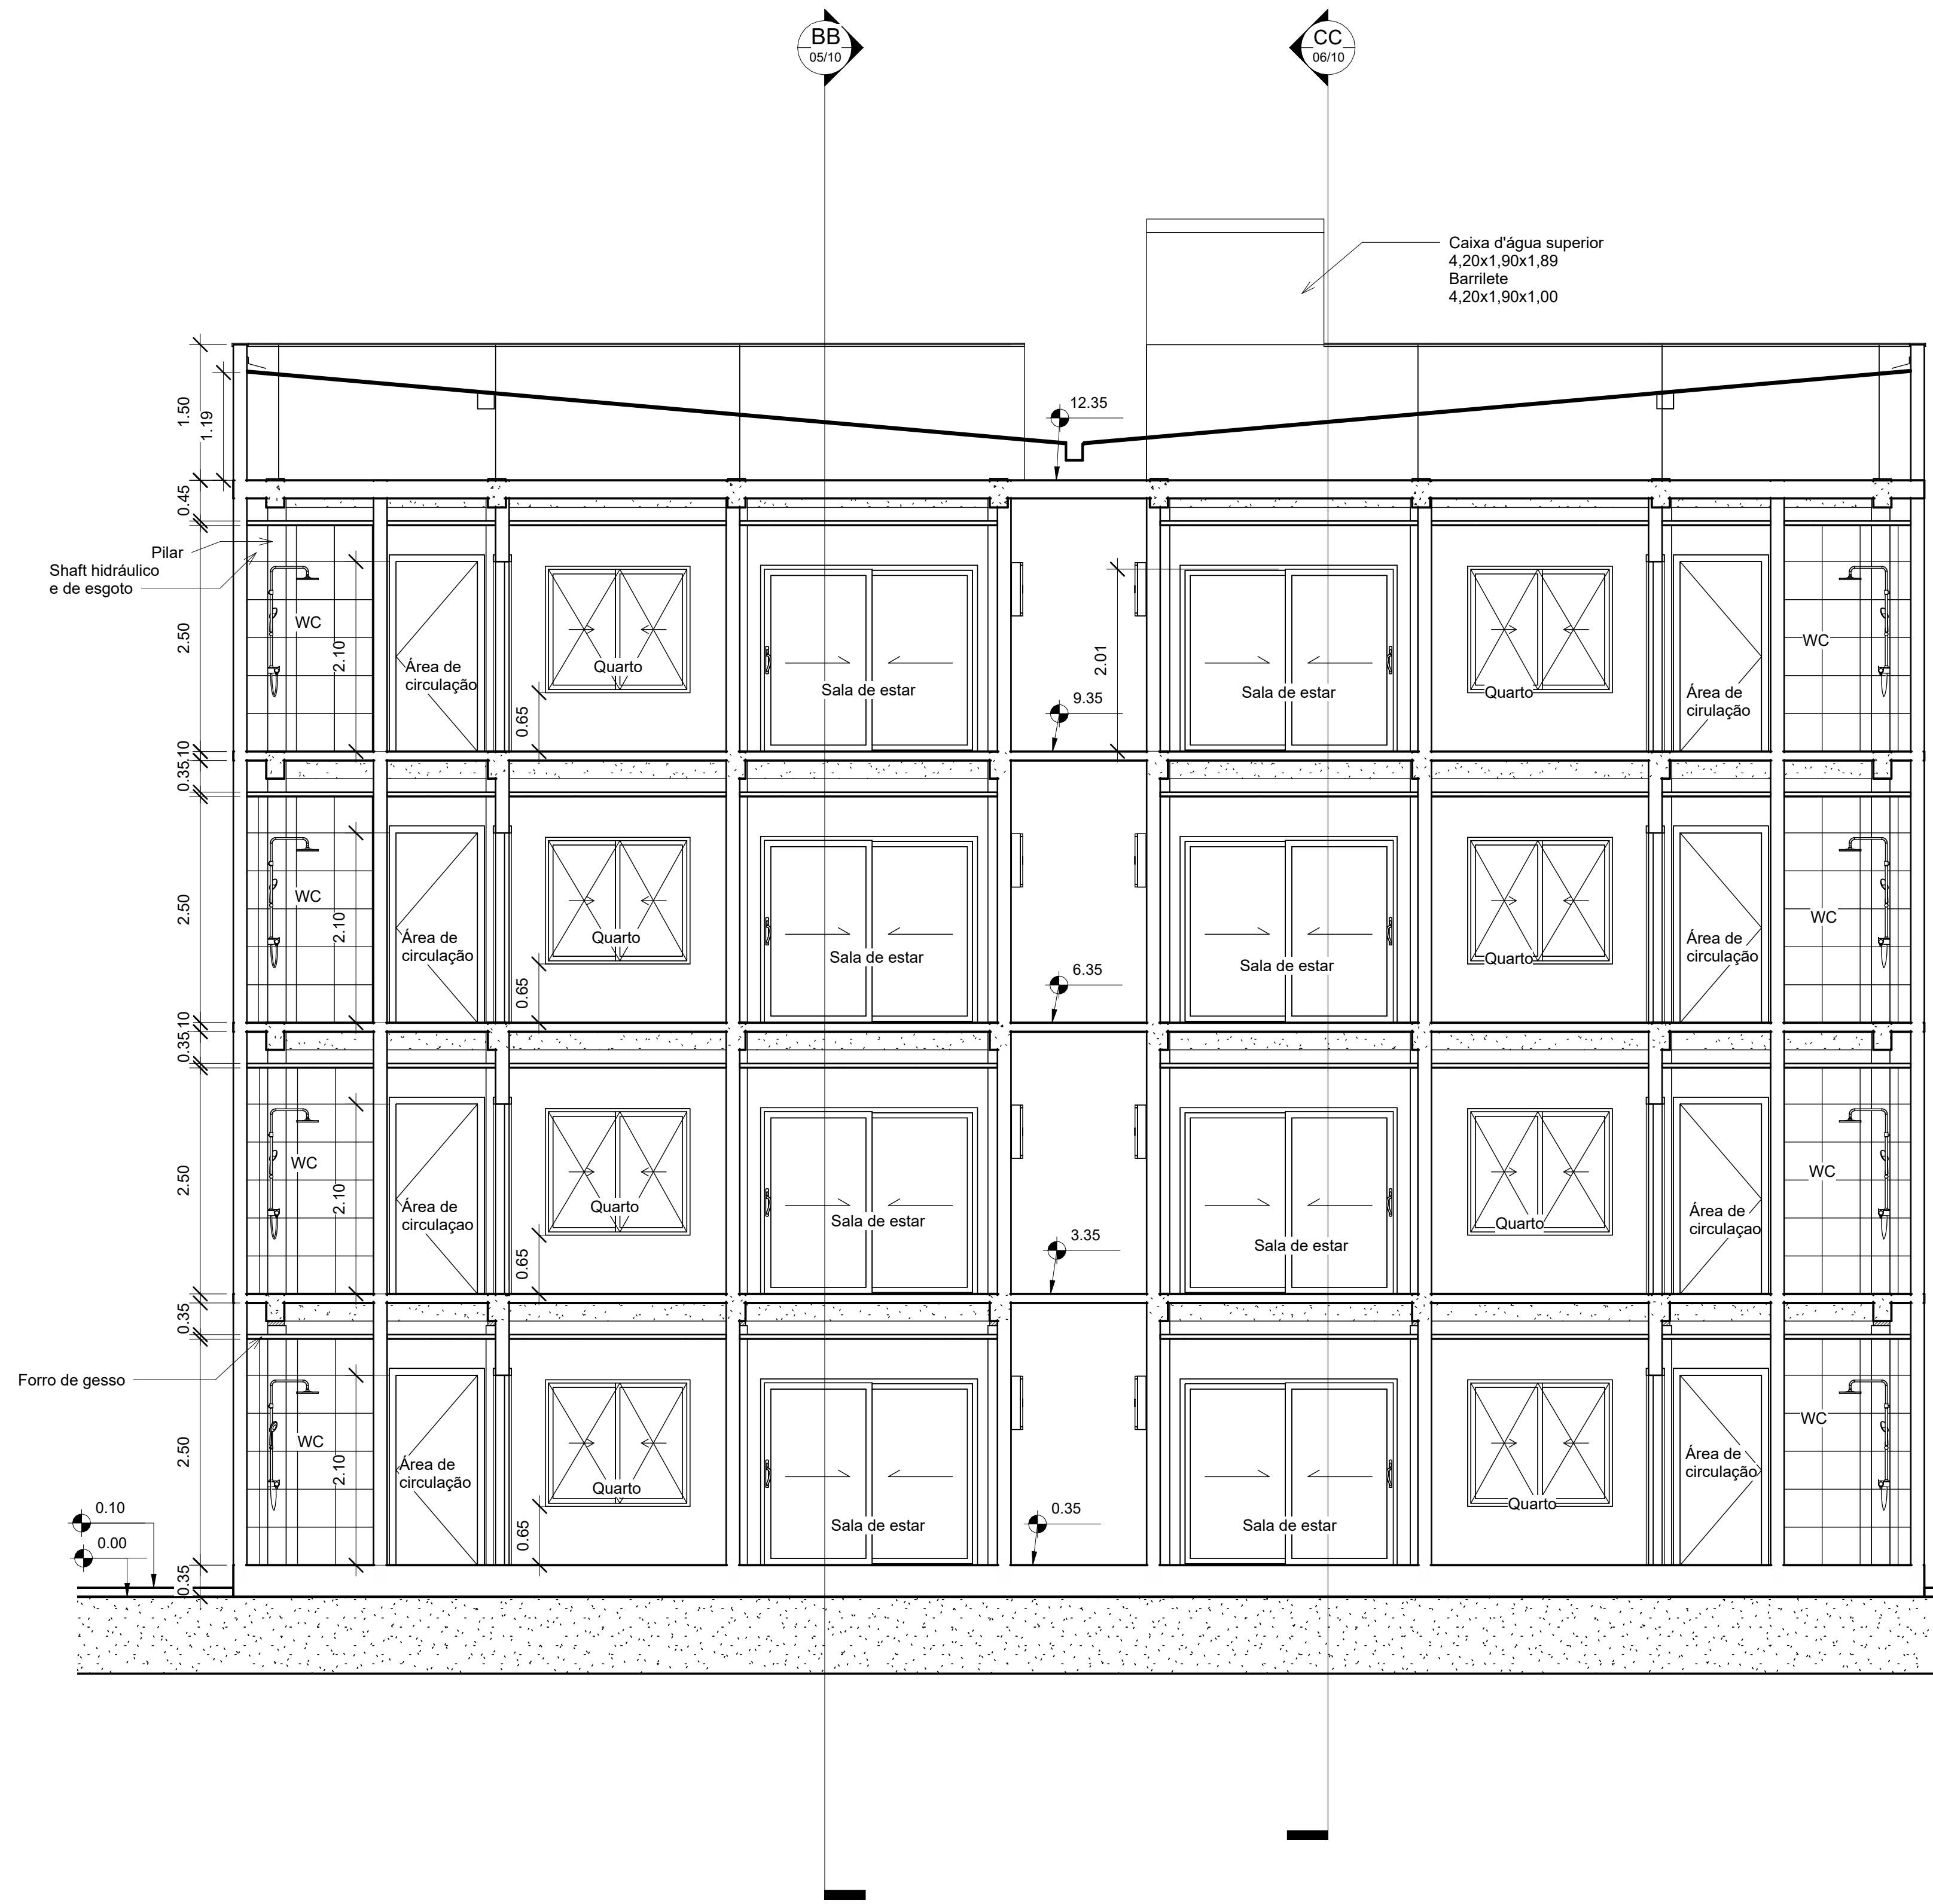 BB
05/10
CC
06/10
Caixa d'água superior
4,20x1,90x1,89
Barrilete
4,20x1,90x1,00
1.50
1.19
12.35
0.45
Pilar
Shaft hidráulico
e de esgoto
2.50
WC
2.10
Área de
circulação
Quarto
0.65
Sala de estar
2.01
9.35
Sala de estar
Quarto
Área de
cirulação
WC
10
0.35
2.50
WC
2.10
Área de
circulação
Quarto
0.65
Sala de estar
6.35
Sala de estar
Quarto
Área de
circulação
WC
10
0.35
2.50
WC
2.10
Área de
circulaçao
Quarto
0.65
Sala de estar
3.35
Sala de estar
Quarto
Área de
circulaçao
WC
0.35
Forro de gesso
2.50
WC
2.10
Área de
circulação
Quarto
0.65
Sala de estar
0.35
Sala de estar
Quarto
Área de
circulação
WC
0.10
0.00
0.35